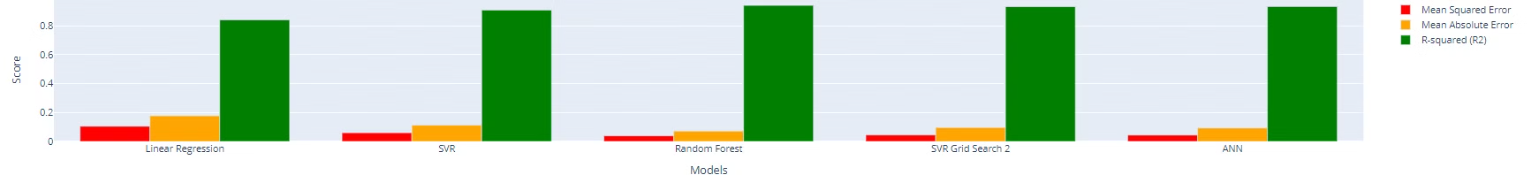 Score
0.8
0.6
0.4
0.2
0
Linear Regression
SVR
Random Forest
SVR Grid Search 2
ANN
Models
Mean Squared Error
Mean Absolute Error
R-squared (R2)